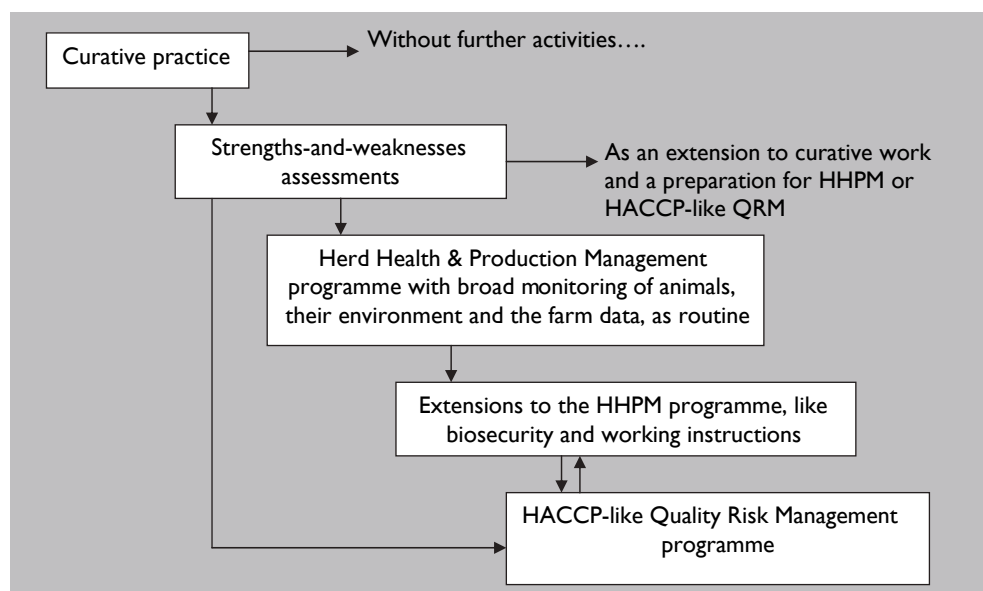 Curative practice
Without further activities....
Strengths-and-weaknesses
assessments
As an extension to curative work
and a preparation for HHPM or
HACCP-like QRM
Herd Health & Production Management
programme with broad monitoring of animals,
their environment and the farm data, as routine
Extensions to the HHPM programme, like
biosecurity and working instructions
HACCP-like Quality Risk Management
programme